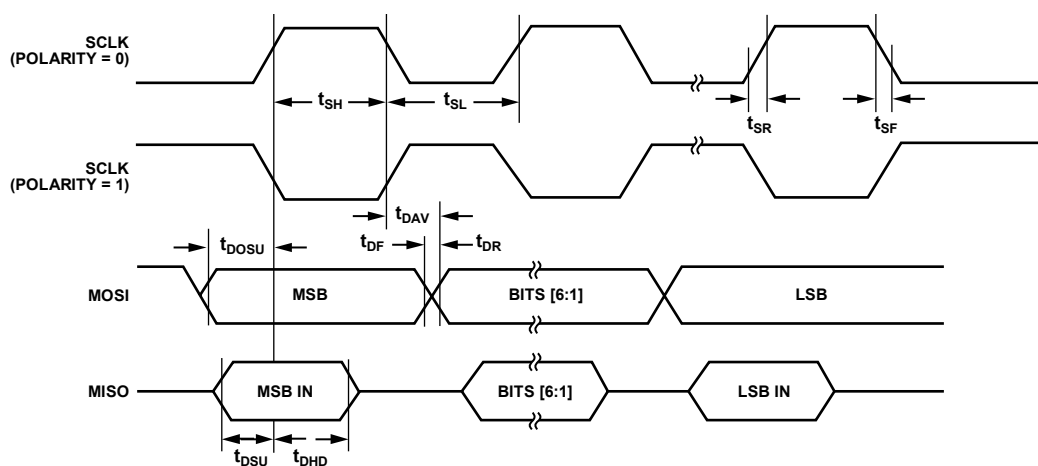 SCLK
(POLARITY = 0)
tSH
tSL
tSR
tSF
SCLK
(POLARITY = 1)
tDAV
tDOSU
tDF
tDR
MOSI
MSB
BITS [6:1]
LSB
MISO
MSB IN
BITS [6:1]
LSB IN
tDSU
tDHD